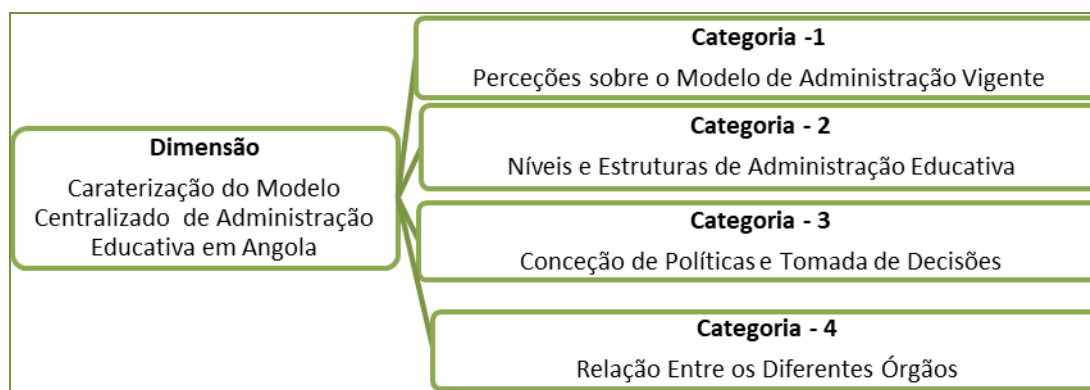 Dimensão
Caraterização do Modelo
Centralizado de Administração
Educativa em Angola
Categoria -1
Perceções sobre o Modelo de Administração Vigente
Categoria - 2
Níveis e Estruturas de Administração Educativa
Categoria - 3
Conceção de Políticas e Tomada de Decisões
Categoria - 4
Relação Entre os Diferentes Órgãos